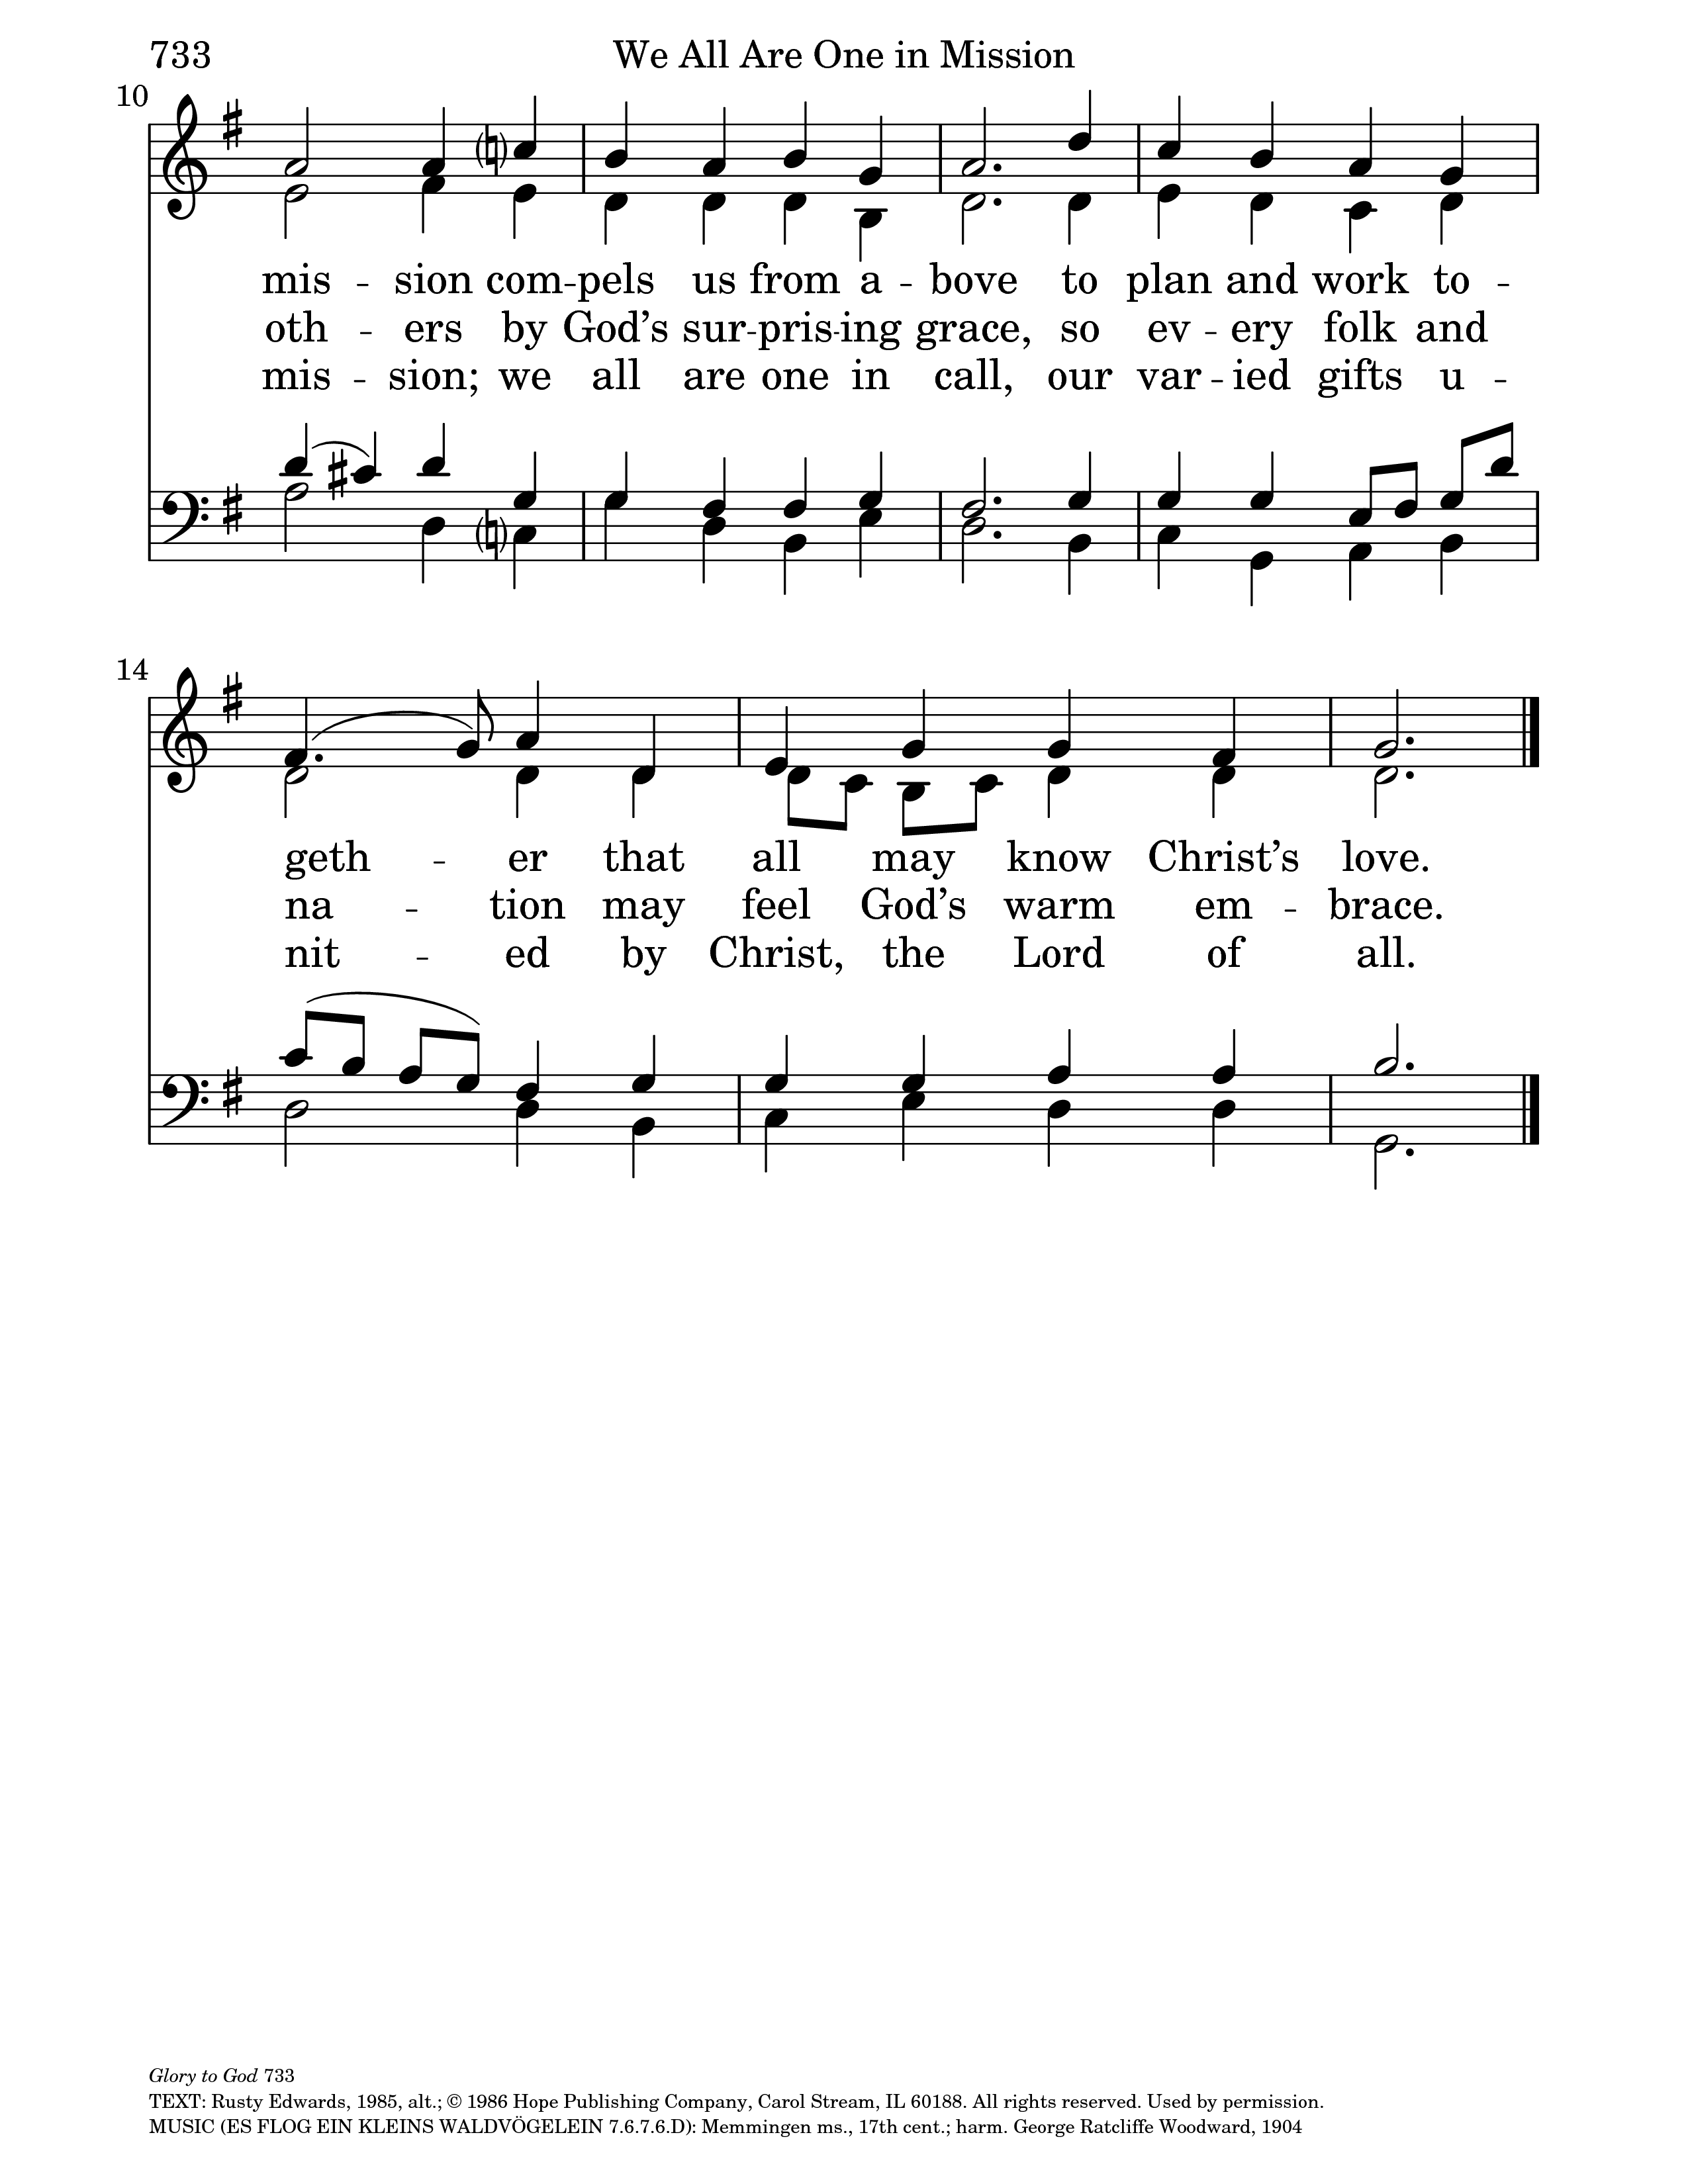 733 We All Are One in Mission
10
mis -- sion com -- pels us from a -- bove to plan and work to --
oth -- ers by God’s sur -- pris -- ing grace, so ev -- ery folk and
mis -- sion; we all are one in call, our var -- ied gifts u --
14
geth -- er that all may know Christ’s love.
na -- tion may feel God’s warm em -- brace.
nit -- ed by Christ, the Lord of all.
Glory to God 733
TEXT: Rusty Edwards, 1985, alt.; © 1986 Hope Publishing Company, Carol Stream, IL 60188. All rights reserved. Used by permission.
MUSIC (ES FLOG EIN KLEINS WALDVÖGELEIN 7.6.7.6.D): Memmingen ms., 17th cent.; harm. George Ratcliffe Woodward, 1904